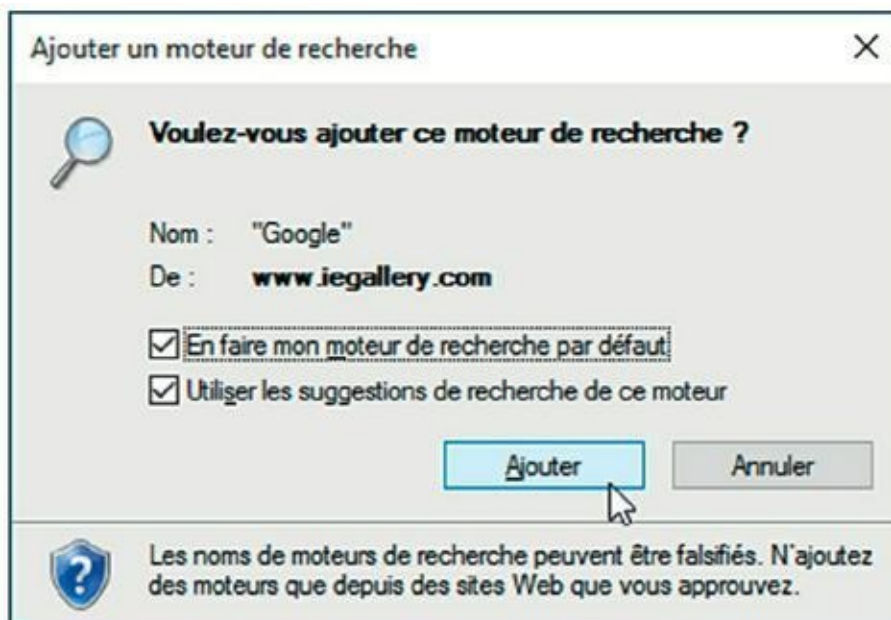 Ajouter un moteur de recherche
Voulez-vous ajouter ce moteur de recherche ?
Nom : "Google"
De : www.iegallery.com
En faire mon moteur de recherche par défaut
Utiliser les suggestions de recherche de ce moteur
Ajouter Annuler
Les noms de moteurs de recherche peuvent être falsifiés. N'ajoutez
des moteurs que depuis des sites Web que vous approuvez.